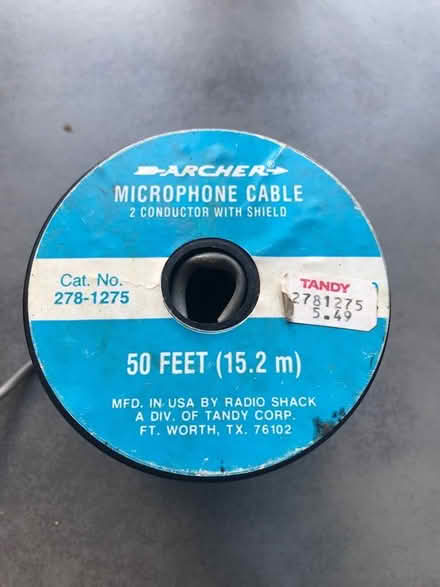 ARCHER
MICROPHONE CABLE
2 CONDUCTOR WITH SHIELD
Cat. No.
278-1275
TANDY
2781275
5.49
50 FEET (15.2 m)
MFD. IN USA BY RADIO SHACK
A DIV. OF TANDY CORP.
FT. WORTH, TX. 76102